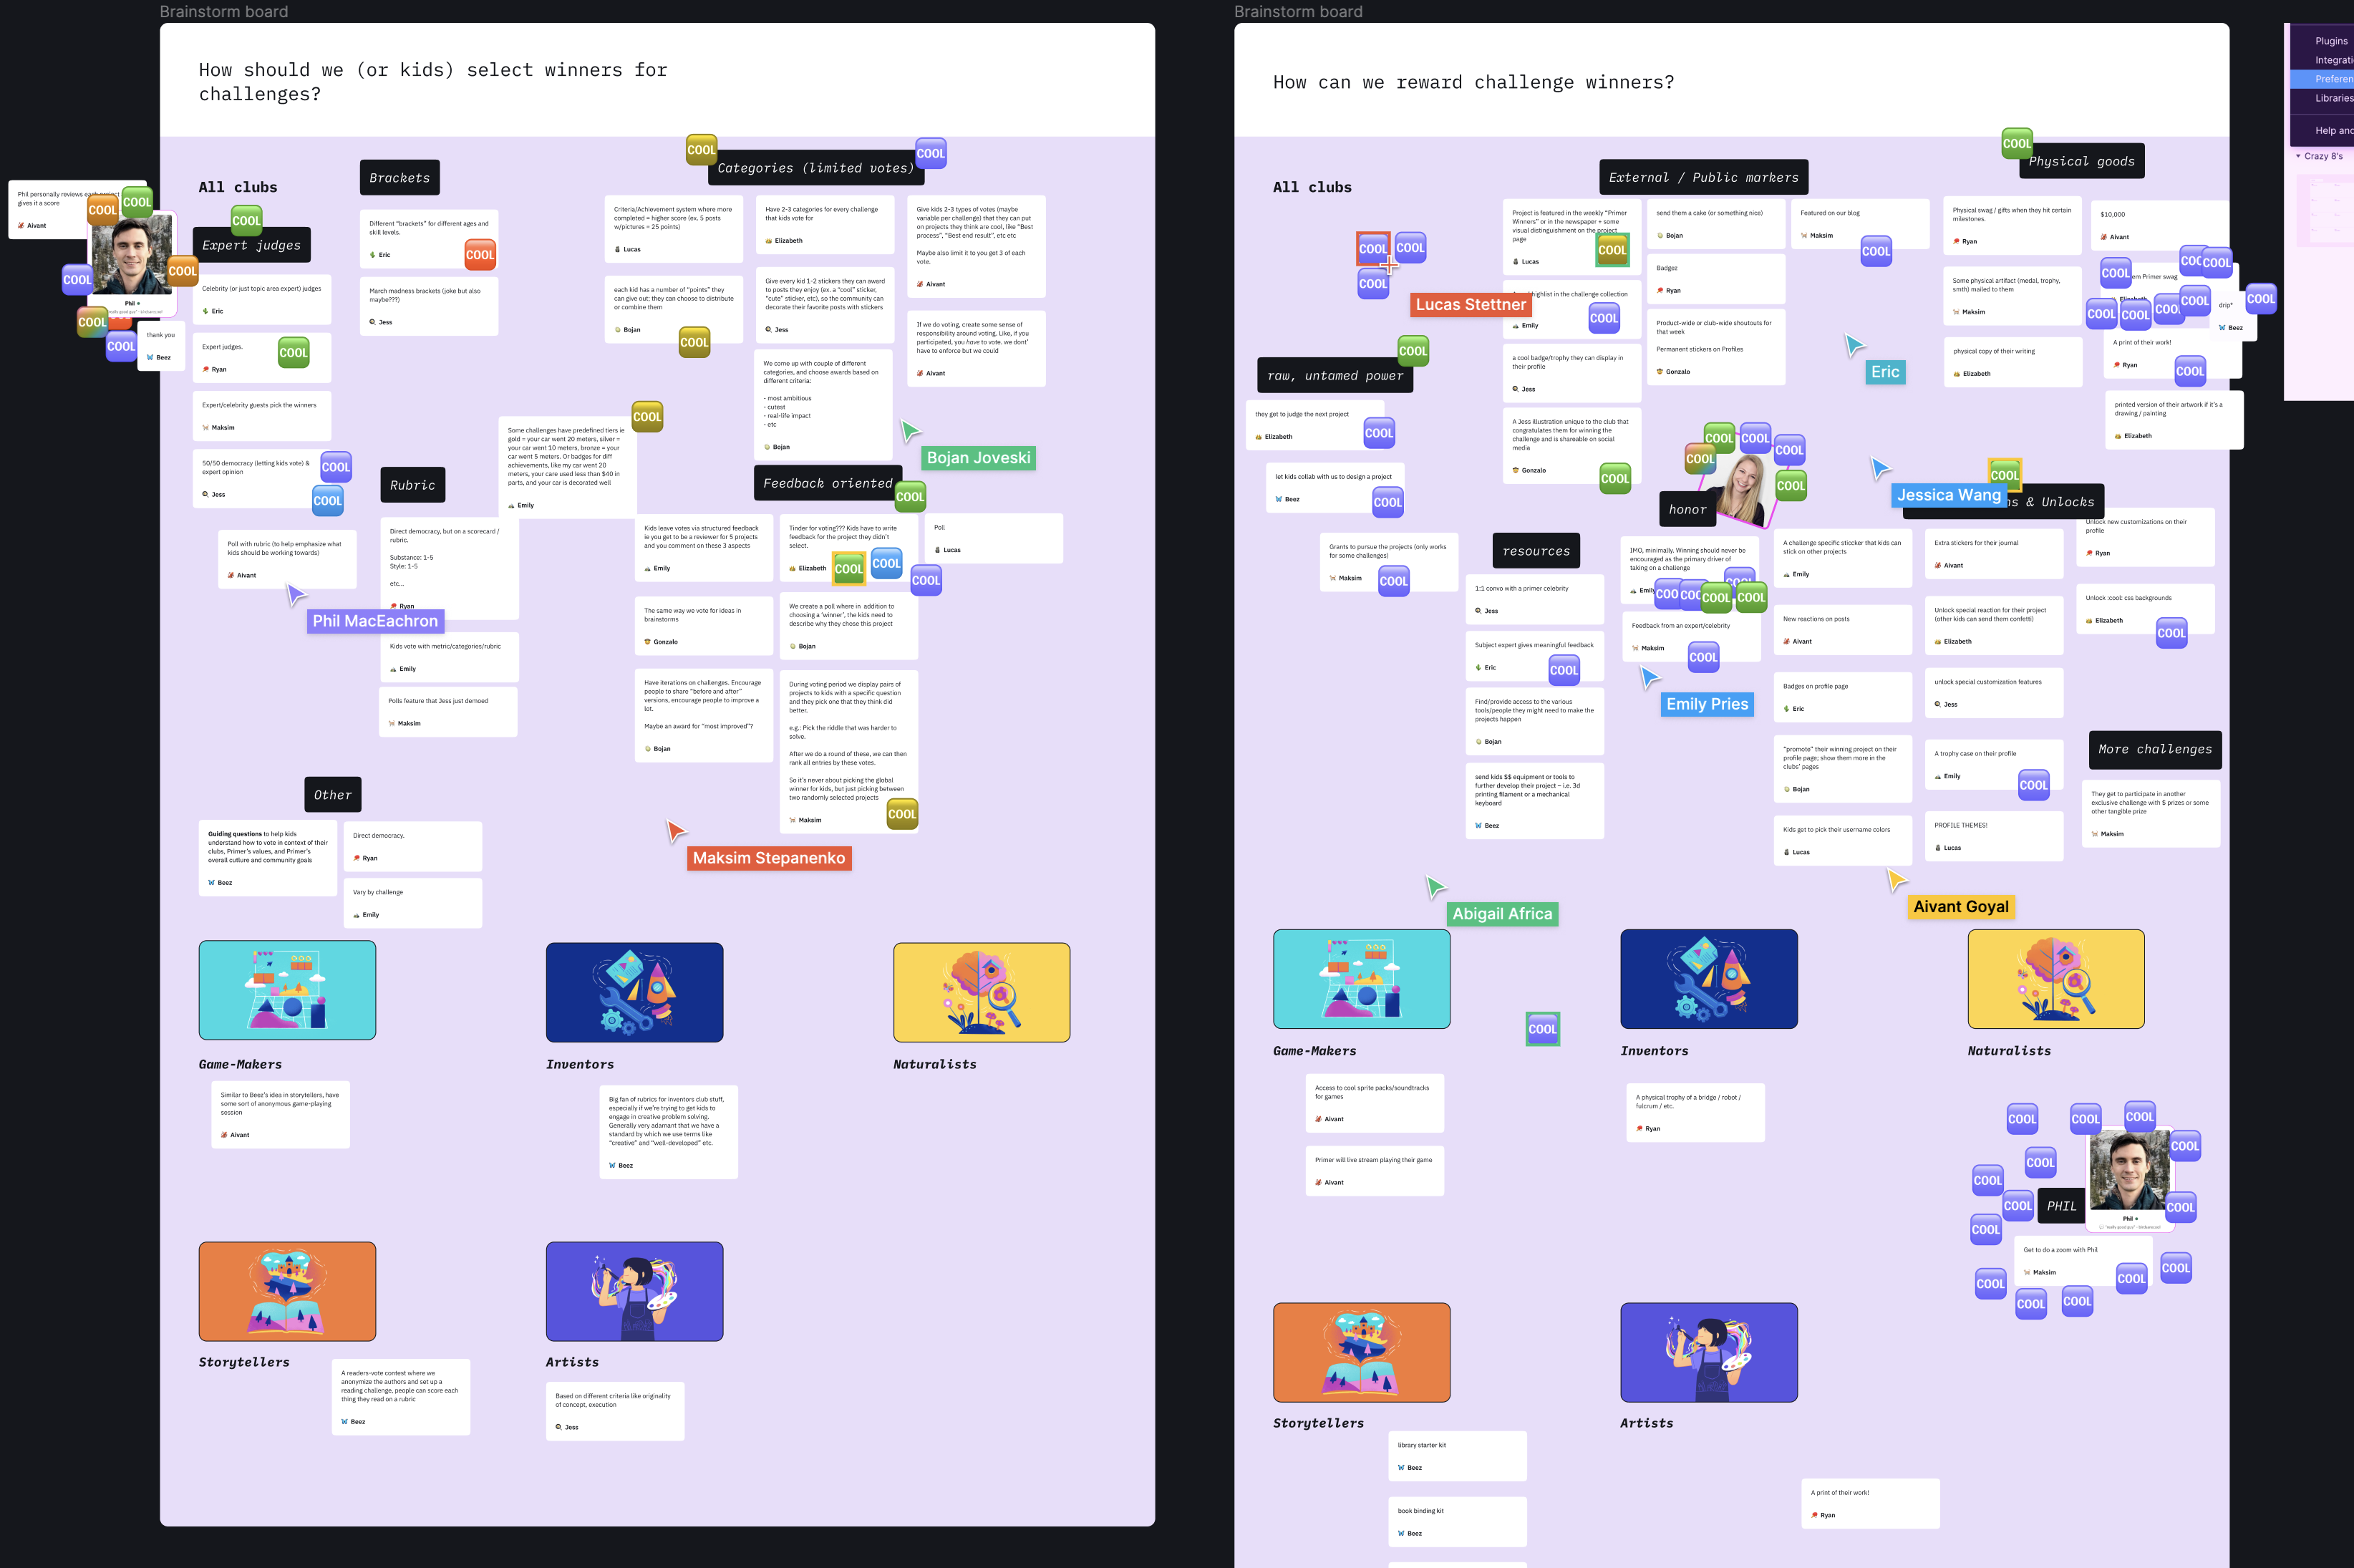 Brainstorm board
How should we (or kids) select winners for
challenges?
All clubs
Phil personally reviews each project
gives it a score
Aivant
COOL
COOL
COOL
COOL
COOL
COOL
Phil
thank you
Beez
COOL
Expert judges
Celebrity (or just topic area expert) judges
Eric
Expert judges.
Ryan
COOL
Expert/celebrity guests pick the winners
Maksim
50/50 democracy (letting kids vote) &
expert opinion
Jess
COOL
COOL
Poll with rubric (to help emphasize what
kids should be working towards)
Aivant
Phil MacEachron
Brackets
Different "brackets" for different ages and
skill levels.
Eric
COOL
March madness brackets (joke but also
maybe???)
Jess
Rubric
Direct democracy, but on a scorecard /
rubric.
Substance: 1-5
Style: 1-5
etc...
Ryan
Kids vote with metric/categories/rubric
Emily
Polls feature that Jess just demoed
Maksim
COOL
Categories (limited votes)
COOL
Criteria/Achievement system where more
completed = higher score (ex. 5 posts
w/pictures = 25 points)
Lucas
each kid has a number of "points" they
can give out; they can choose to distribute
or combine them
Bojan
COOL
Have 2-3 categories for every challenge
that kids vote for
Elizabeth
Give every kid 1-2 stickers they can award
to posts they enjoy (ex. a "cool" sticker,
"cute" sticker, etc), so the community can
decorate their favorite posts with stickers
Jess
We come up with couple of different
categories, and choose awards based on
different criteria:
- most ambitious
- cutest
- real-life impact
- etc
Bojan
Give kids 2-3 types of votes (maybe
variable per challenge) that they can put
on projects they think are cool, like "Best
process", "Best end result", etc etc
Maybe also limit it to you get 3 of each
vote.
Aivant
If we do voting, create some sense of
responsibility around voting. Like, if you
participated, you have to vote. we dont'
have to enforce but we could
Aivant
Bojan Joveski
COOL
Some challenges have predefined tiers ie
gold = your car went 20 meters, silver =
your car went 10 meters, bronze = your
car went 5 meters. Or badges for diff
achievements, like my car went 20
meters, your care used less than $40 in
parts, and your car is decorated well
Emily
Feedback oriented
COOL
Kids leave votes via structured feedback
ie you get to be a reviewer for 5 projects
and you comment on these 3 aspects
Emily
Tinder for voting??? Kids have to write
feedback for the project they didn't
select.
Elizabeth
COOL
COOL
COOL
Poll
Lucas
The same way we vote for ideas in
brainstorms
Gonzalo
We create a poll where in addition to
choosing a 'winner', the kids need to
describe why they chose this project
Bojan
Have iterations on challenges. Encourage
people to share "before and after"
versions, encourage people to improve a
lot.
Maybe an award for "most improved"?
Bojan
During voting period we display pairs of
projects to kids with a specific question
and they pick one that they think did
better.
e.g.: Pick the riddle that was harder to
solve.
After we do a round of these, we can then
rank all entries by these votes.
So it's never about picking the global
winner for kids, but just picking between
two randomly selected projects
Maksim
COOL
Maksim Stepanenko
Other
Guiding questions to help kids
understand how to vote in context of their
clubs, Primer's values, and Primer's
overall cutlure and community goals
Beez
Direct democracy.
Ryan
Vary by challenge
Emily
Game-Makers
Inventors
Naturalists
Similar to Beez's idea in storytellers, have
some sort of anonymous game-playing
session
Aivant
Big fan of rubrics for inventors club stuff,
especially if we're trying to get kids to
engage in creative problem solving.
Generally very adamant that we have a
standard by which we use terms like
"creative" and "well-developed" etc.
Beez
Storytellers
Artists
A readers-vote contest where we
anonymize the authors and set up a
reading challenge, people can score each
thing they read on a rubric
Beez
Based on different criteria like originality
of concept, execution
Jess
Brainstorm board
How can we reward challenge winners?
All clubs
COOL
COOL
COOL
Lucas Stettner
COOL
raw, untamed power
they get to judge the next project
Elizabeth
COOL
let kids collab with us to design a project
Beez
COOL
Grants to pursue the projects (only works
for some challenges)
Maksim
COOL
External / Public markers
Project is featured in the weekly "Primer
Winners" or in the newspaper + some
visual distinguishment on the project
page
Lucas
COOL
highlist in the challenge collection
Emily
COOL
a cool badge/trophy they can display in
their profile
Jess
A Jess illustration unique to the club that
congratulates them for winning the
challenge and is shareable on social
media
Gonzalo
COOL
send them a cake (or something nice)
Bojan
Badgez
Ryan
Product-wide or club-wide shoutouts for
that week
Permanent stickers on Profiles
Gonzalo
Featured on our blog
Maksim
COOL
Eric
COOL
Physical goods
Physical swag / gifts when they hit certain
milestones.
Ryan
Some physical artifact (medal, trophy,
smth) mailed to them
Maksim
physical copy of their writing
Elizabeth
$10,000
Aivant
COOL
COOL
COOL
Primer swag
Elizabeth
COOL
COOL
COOL
COOL
COOL
drip*
Beez
A print of their work!
Ryan
COOL
printed version of their artwork if it's a
drawing / painting
Elizabeth
resources
1:1 convo with a primer celebrity
Jess
Subject expert gives meaningful feedback
Eric
COOL
Find/provide access to the various
tools/people they might need to make the
projects happen
Bojan
send kids $$ equipment or tools to
further develop their project – i.e. 3d
printing filament or a mechanical
keyboard
Beez
COOL
COOL
COOL
COOL
COOL
honor
IMO, minimally. Winning should never be
encouraged as the primary driver of
taking on a challenge
Emily
COOL
COOL
COOL
COOL
COOL
Feedback from an expert/celebrity
Maksim
COOL
Emily Pries
Jessica Wang
COOL
& Unlocks
A challenge specific sticcker that kids can
stick on other projects
Emily
New reactions on posts
Aivant
Badges on profile page
Eric
"promote" their winning project on their
profile page; show them more in the
clubs' pages
Bojan
Kids get to pick their username colors
Lucas
Extra stickers for their journal
Aivant
Unlock special reaction for their project
(other kids can send them confetti)
Elizabeth
unlock special customization features
Jess
A trophy case on their profile
Emily
COOL
PROFILE THEMES!
Lucas
Unlock new customizations on their
profile
Ryan
Unlock :cool: css backgrounds
Elizabeth
COOL
More challenges
They get to participate in another
exclusive challenge with $ prizes or some
other tangible prize
Maksim
Abigail Africa
Aivant Goyal
Game-Makers
COOL
Inventors
Naturalists
Access to cool sprite packs/soundtracks
for games
Aivant
Primer will live stream playing their game
Aivant
A physical trophy of a bridge / robot /
fulcrum / etc.
Ryan
COOL
COOL
COOL
COOL
COOL
COOL
COOL
COOL
COOL
PHIL
Phil
Get to do a zoom with Phil
Maksim
COOL
COOL
COOL
COOL
COOL
Storytellers
Artists
library starter kit
Beez
book binding kit
Beez
A print of their work!
Ryan
Plugins
Libraries
Crazy 8's